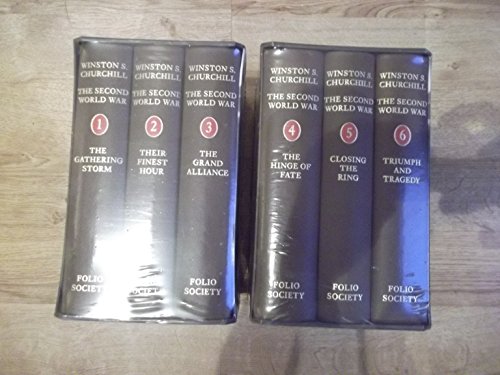 WINSTON S.
CHURCHILL
THE SECOND
WORLD WAR
1
THE
GATHERING
STORM
FOLIO
SOCIETY
WINSTON S.
CHURCHILL
THE SECOND
WORLD WAR
2
THEIR
FINEST
HOUR
FOLIO
SOCIETY
WINSTON S.
CHURCHILL
THE SECOND
WORLD WAR
3
THE
GRAND
ALLIANCE
FOLIO
SOCIETY
WINSTON S.
CHURCHILL
THE SECOND
WORLD WAR
4
THE
HINGE OF
FATE
FOLIO
SOCIETY
WINSTON S.
CHURCHILL
THE SECOND
WORLD WAR
5
CLOSING
THE
RING
FOLIO
SOCIETY
WINSTON S.
CHURCHILL
THE SECOND
WORLD WAR
6
TRIUMPH
AND
TRAGEDY
FOLIO
SOCIETY